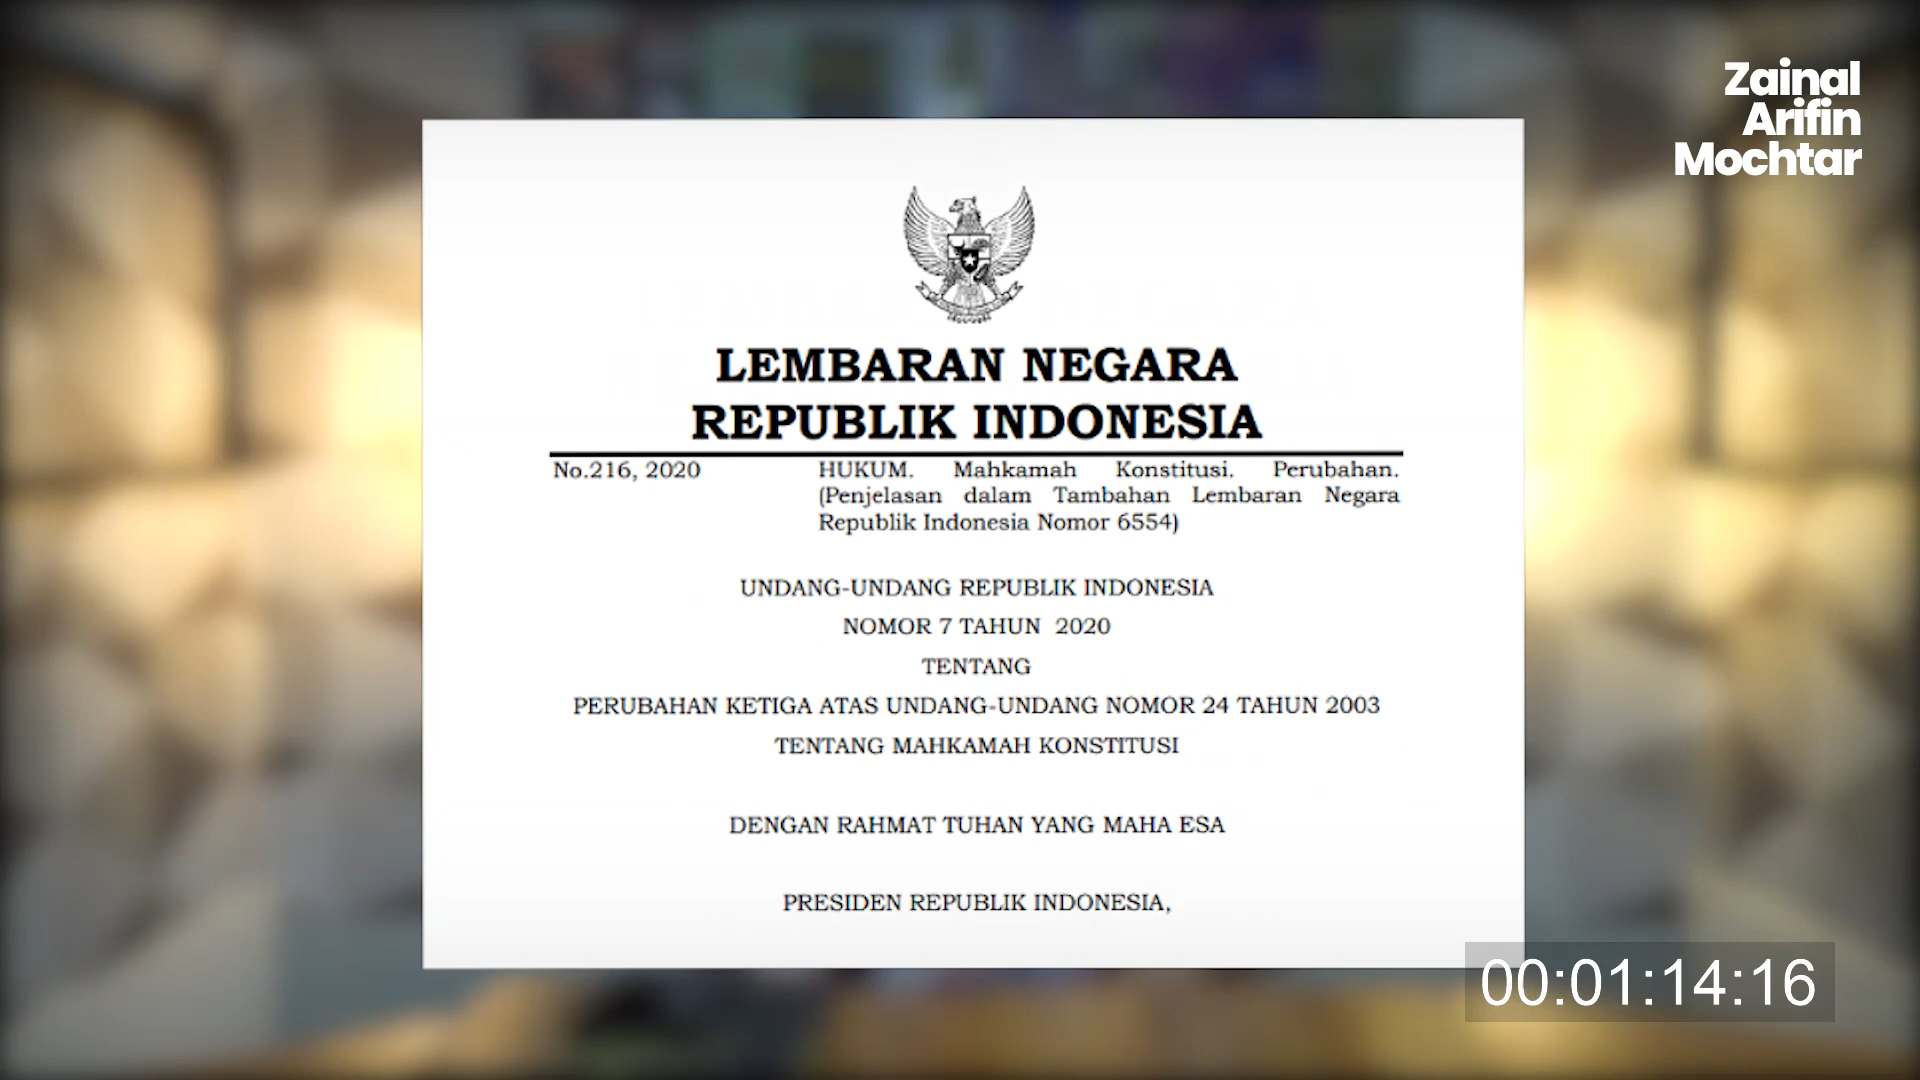 Zainal
Arifin
Mochtar
LEMBARAN NEGARA
REPUBLIK INDONESIA
No.216, 2020
HUKUM. Mahkamah Konstitusi. Perubahan.
(Penjelasan dalam Tambahan Lembaran Negara
Republik Indonesia Nomor 6554)
UNDANG-UNDANG REPUBLIK INDONESIA
NOMOR 7 TAHUN 2020
TENTANG
PERUBAHAN KETIGA ATAS UNDANG-UNDANG NOMOR 24 TAHUN 2003
TENTANG MAHKAMAH KONSTITUSI
DENGAN RAHMAT TUHAN YANG MAHA ESA
PRESIDEN REPUBLIK INDONESIA,
00:01:14:16